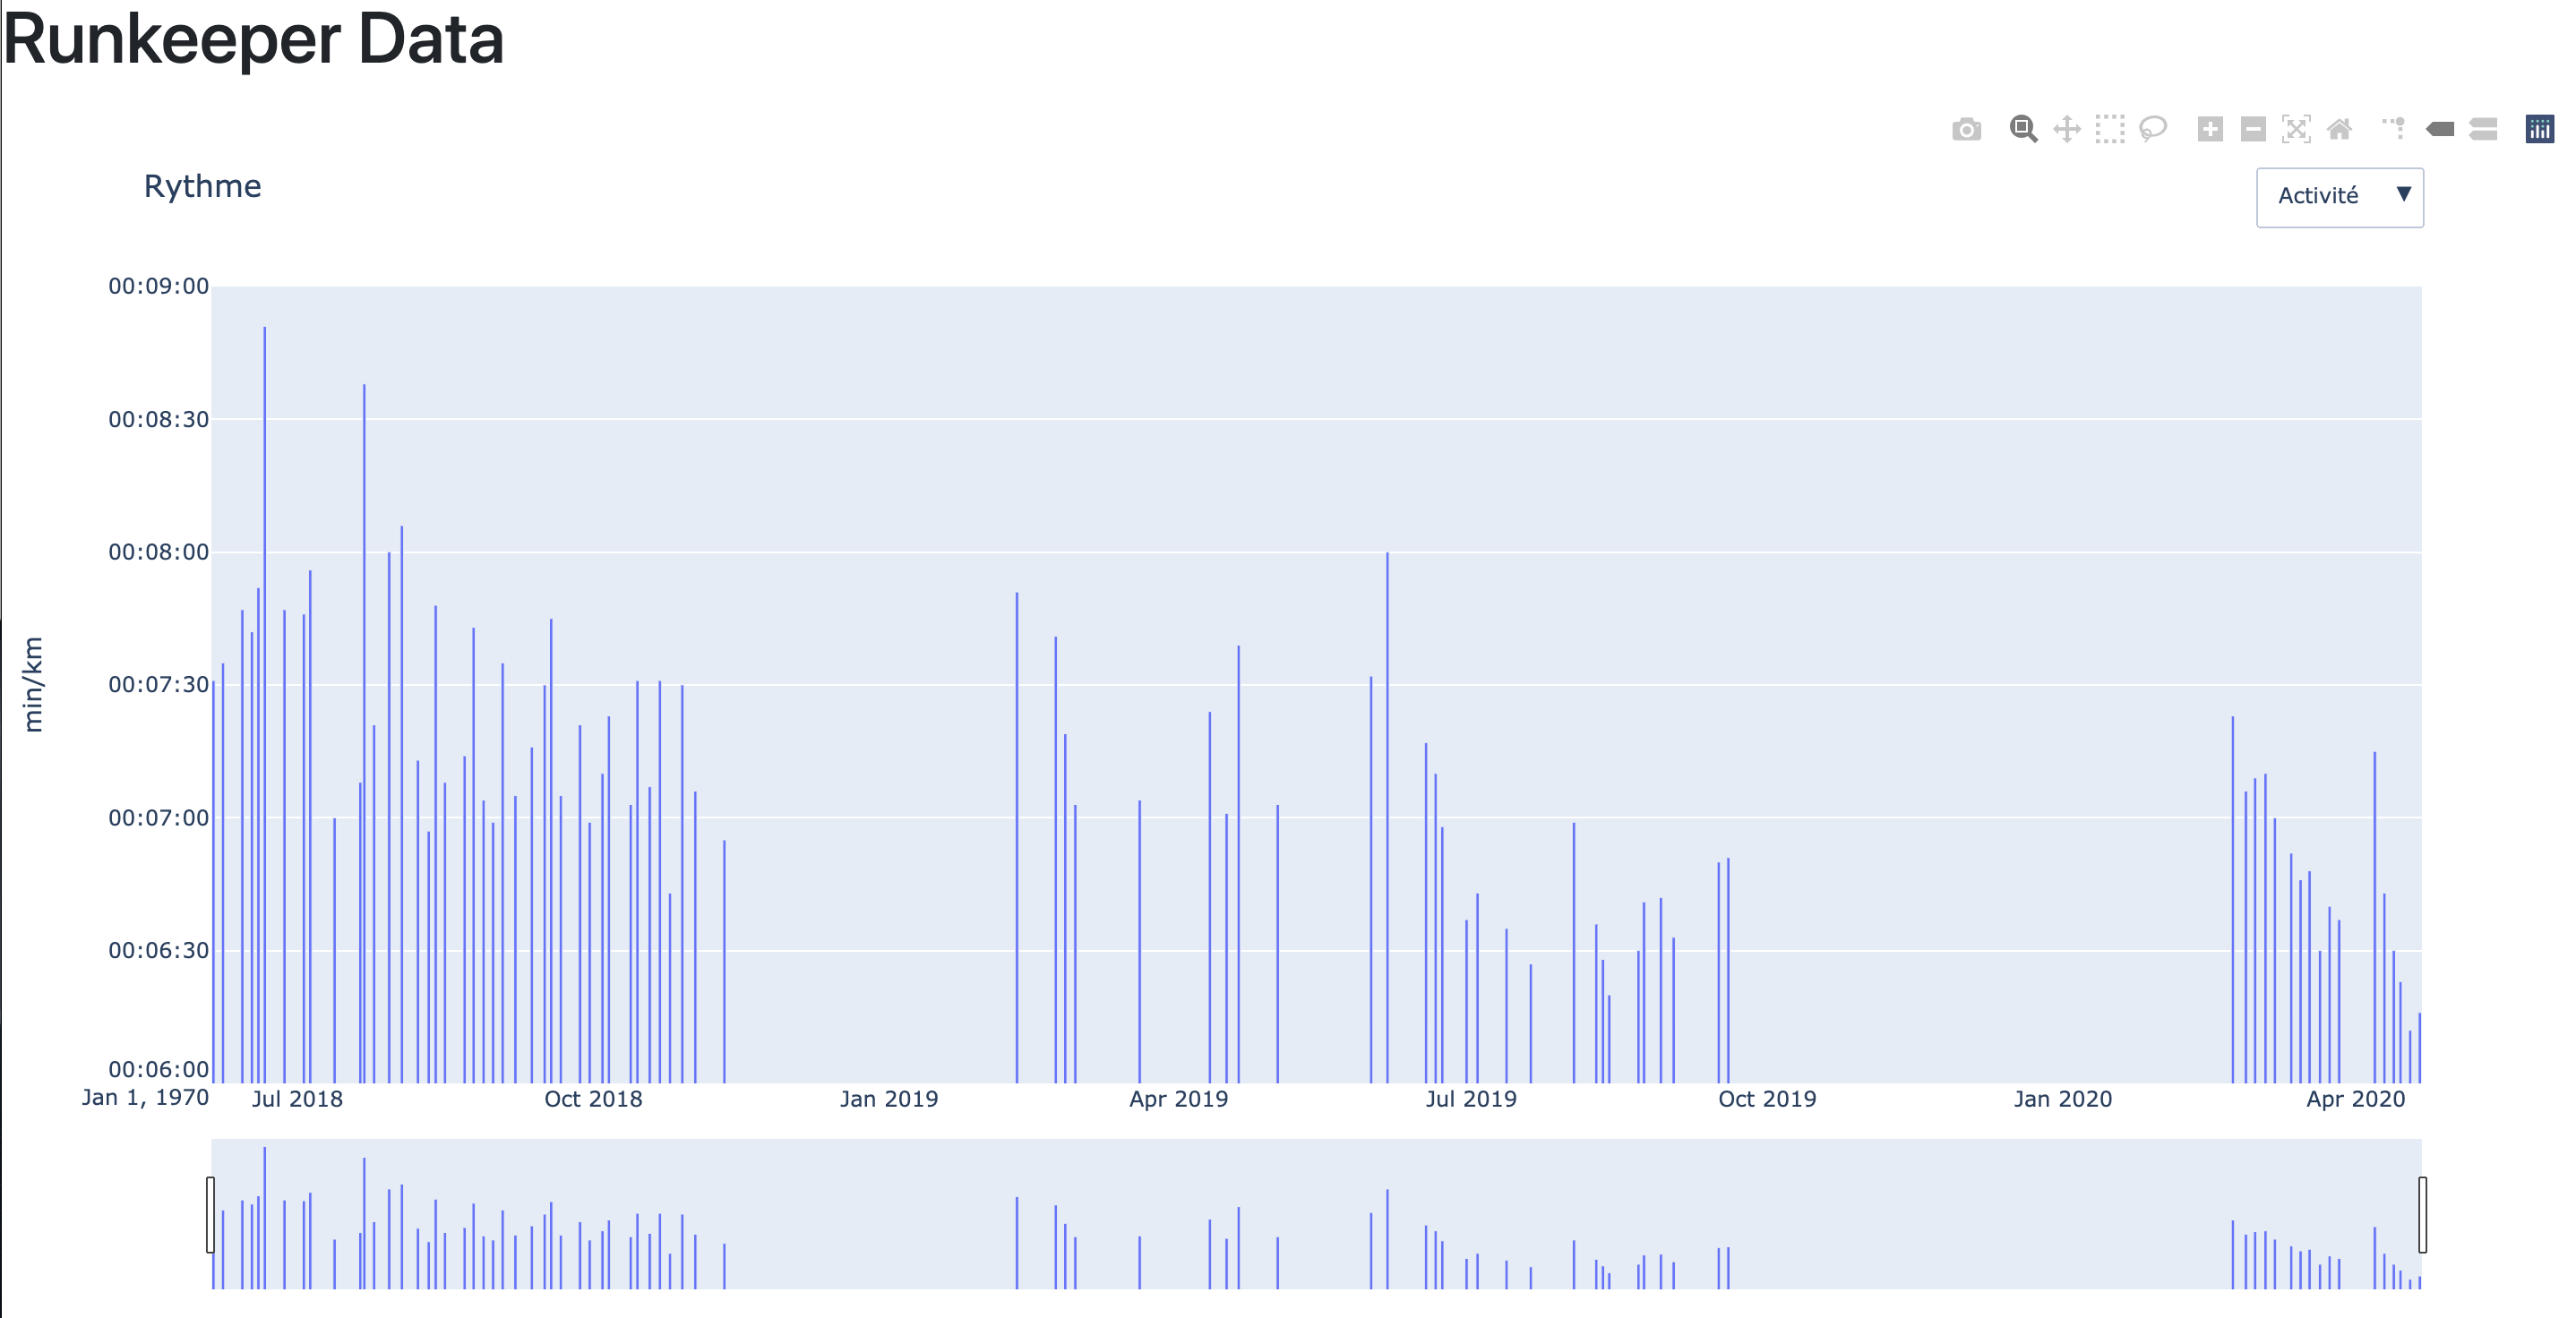 Runkeeper Data
Rythme
Activité ▼
00:09:00
00:08:30
00:08:00
00:07:30
00:07:00
00:06:30
00:06:00
min/km
Jan 1, 1970
Jul 2018 Oct 2018 Jan 2019 Apr 2019 Jul 2019 Oct 2019 Jan 2020 Apr 2020